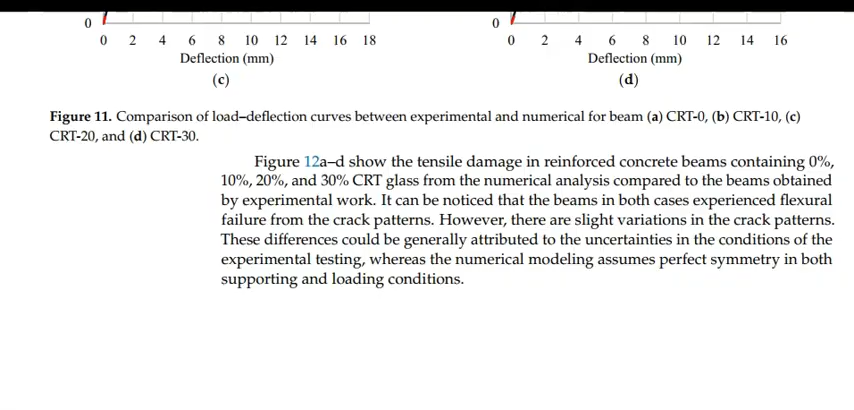 0
0
0 2 4 6 8 10 12 14 16 18
0 2 4 6 8 10 12 14 16
Deflection (mm)
Deflection (mm)
(c)
(d)
Figure 11. Comparison of load–deflection curves between experimental and numerical for beam (a) CRT-0, (b) CRT-10, (c)
CRT-20, and (d) CRT-30.
Figure 12a–d show the tensile damage in reinforced concrete beams containing 0%,
10%, 20%, and 30% CRT glass from the numerical analysis compared to the beams obtained
by experimental work. It can be noticed that the beams in both cases experienced flexural
failure from the crack patterns. However, there are slight variations in the crack patterns.
These differences could be generally attributed to the uncertainties in the conditions of the
experimental testing, whereas the numerical modeling assumes perfect symmetry in both
supporting and loading conditions.